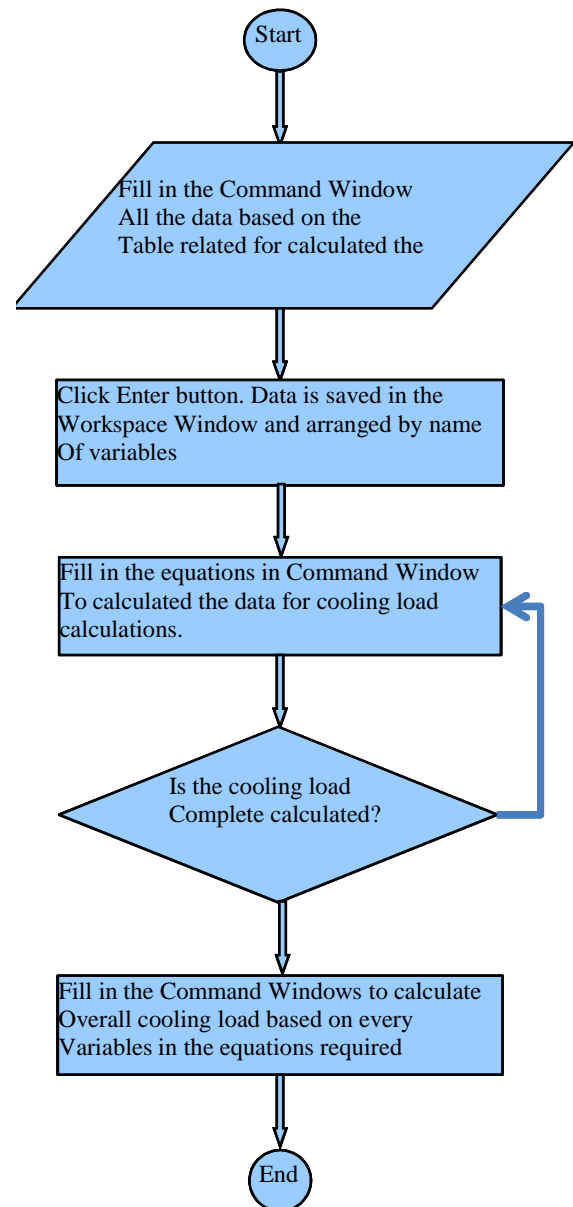 Start
Fill in the Command Window
All the data based on the
Table related for calculated the
Click Enter button. Data is saved in the
Workspace Window and arranged by name
Of variables
Fill in the equations in Command Window
To calculated the data for cooling load
calculations.
Is the cooling load
Complete calculated?
Fill in the Command Windows to calculate
Overall cooling load based on every
Variables in the equations required
End